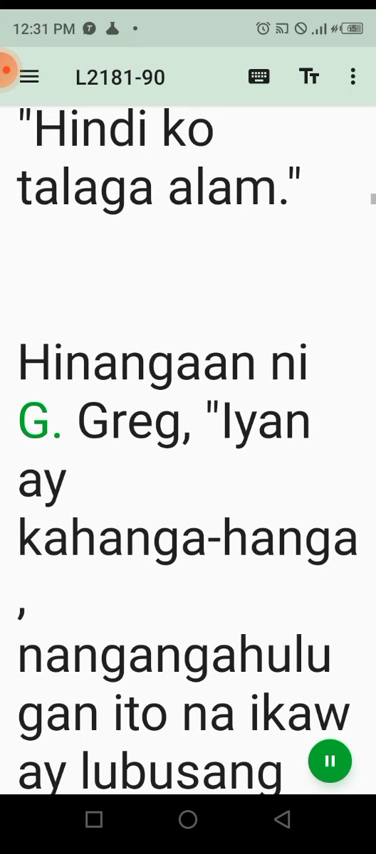 12:31 PM
L2181-90
"Hindi ko
talaga alam."
Hinangaan ni
G. Greg, "Iyan
ay
kahanga-hanga
,
nangangahulu
gan ito na ikaw
ay lubusang